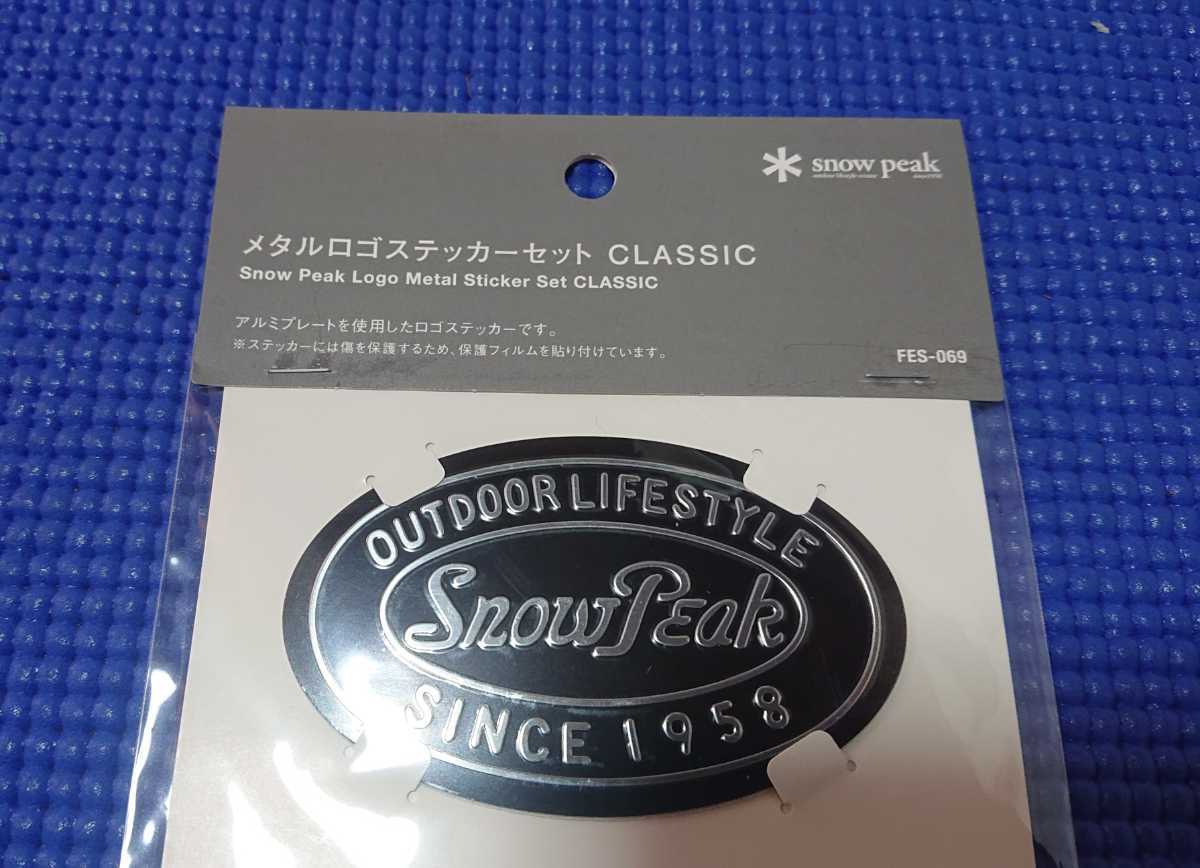 snow peak
outdoor lifestyle creator
since1958
メタルロゴステッカーセット CLASSIC
Snow Peak Logo Metal Sticker Set CLASSIC
アルミプレートを使用したロゴステッカーです。
※ステッカーには傷を保護するため、保護フィルムを貼り付けています。
FES-069
OUTDOOR LIFESTYLE
Snow Peak
SINCE 1958